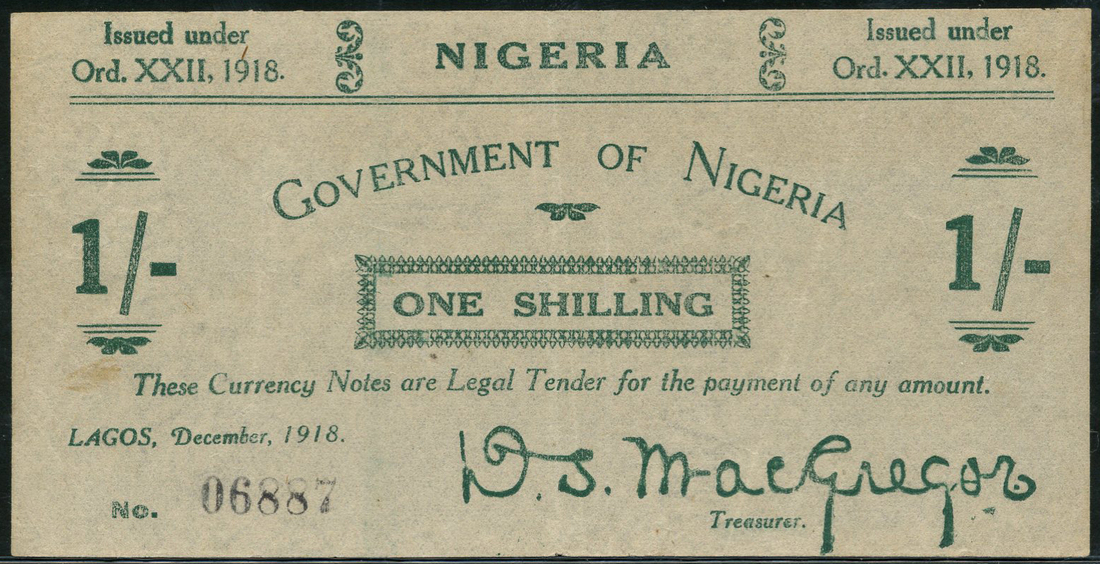 Issued under
Ord. XXII, 1918.
NIGERIA
Issued under
Ord. XXII, 1918.
GOVERNMENT OF NIGERIA
1/-
1/-
ONE SHILLING
These Currency Notes are Legal Tender for the payment of any amount.
LAGOS, December, 1918.
No. 06887
D. S. MacGregor
Treasurer.